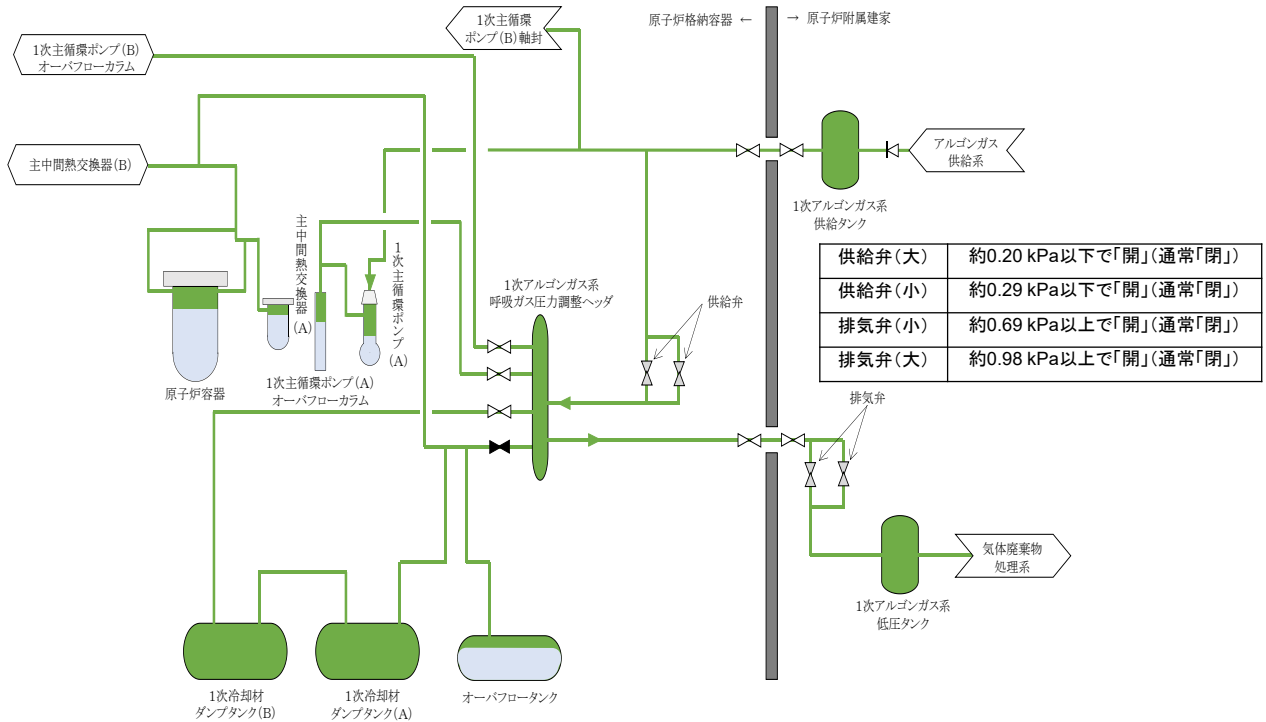 1次主循環
ポンプ(B)軸封
原子炉格納容器 ←
→ 原子炉附属建家
1次主循環ポンプ(B)
オーバフローカラム
主中間熱交換器(B)
アルゴンガス
供給系
1次アルゴンガス系
供給タンク
主中間熱交換器(A)
1次主循環ポンプ(A)
1次アルゴンガス系
呼吸ガス圧力調整ヘッダ
供給弁
供給弁(大) 約0.20 kPa以下で「開」(通常「閉」)
供給弁(小) 約0.29 kPa以下で「開」(通常「閉」)
排気弁(小) 約0.69 kPa以上で「開」(通常「閉」)
排気弁(大) 約0.98 kPa以上で「開」(通常「閉」)
原子炉容器
1次主循環ポンプ(A)
オーバフローカラム
排気弁
気体廃棄物
処理系
1次アルゴンガス系
低圧タンク
1次冷却材
ダンプタンク(B)
1次冷却材
ダンプタンク(A)
オーバフロータンク